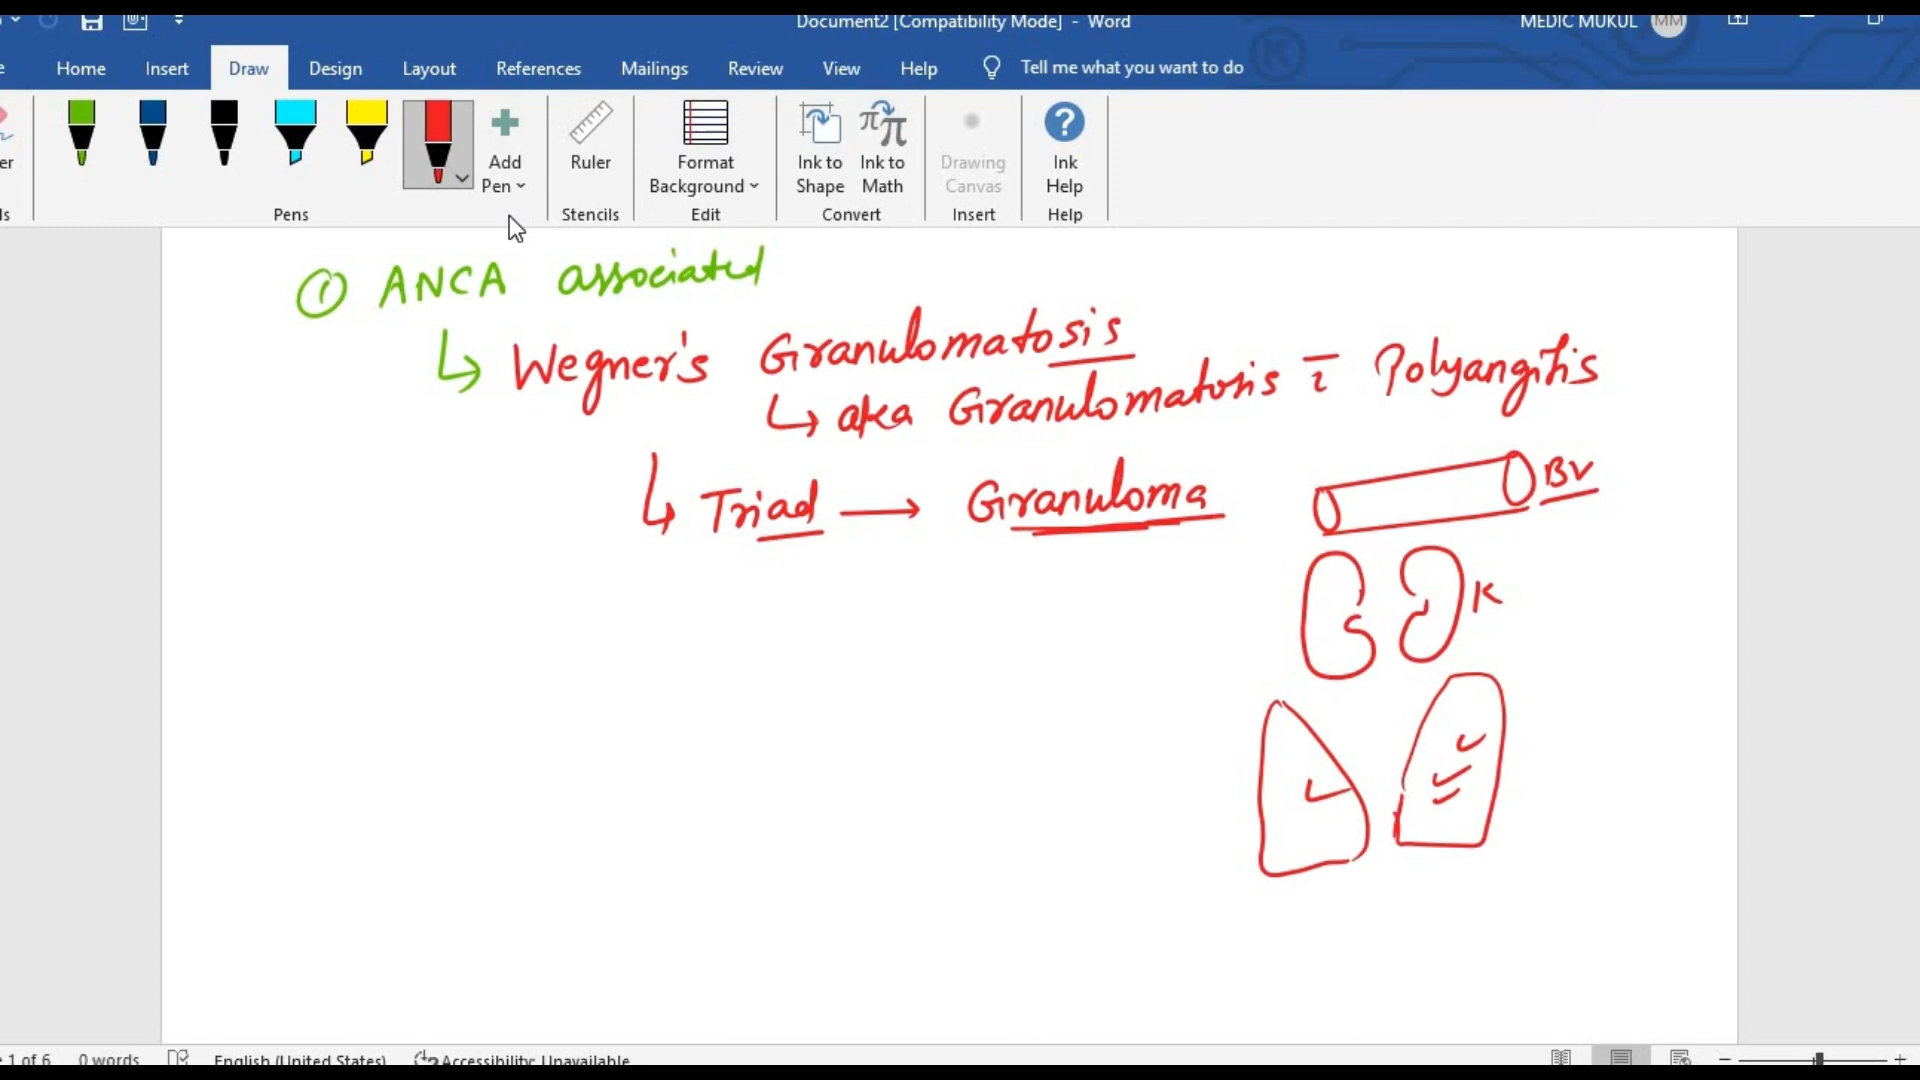 Document2 [Compatibility Mode] - Word MEDIC MUKUL MM
Home Insert Draw Design Layout References Mailings Review View Help Tell me what you want to do
er Add Pen Ruler Format Background Ink to Shape Ink to Math Drawing Canvas Ink Help
ls Pens Stencils Edit Convert Insert Help
① ANCA associated
↳ Wegner's Granulomatosis
↳ aka Granulomatosis c̄ Polyangitis
↳ Triad → Granuloma
BV
K
L
1 of 6 0 words English (United States) Accessibility: Unavailable